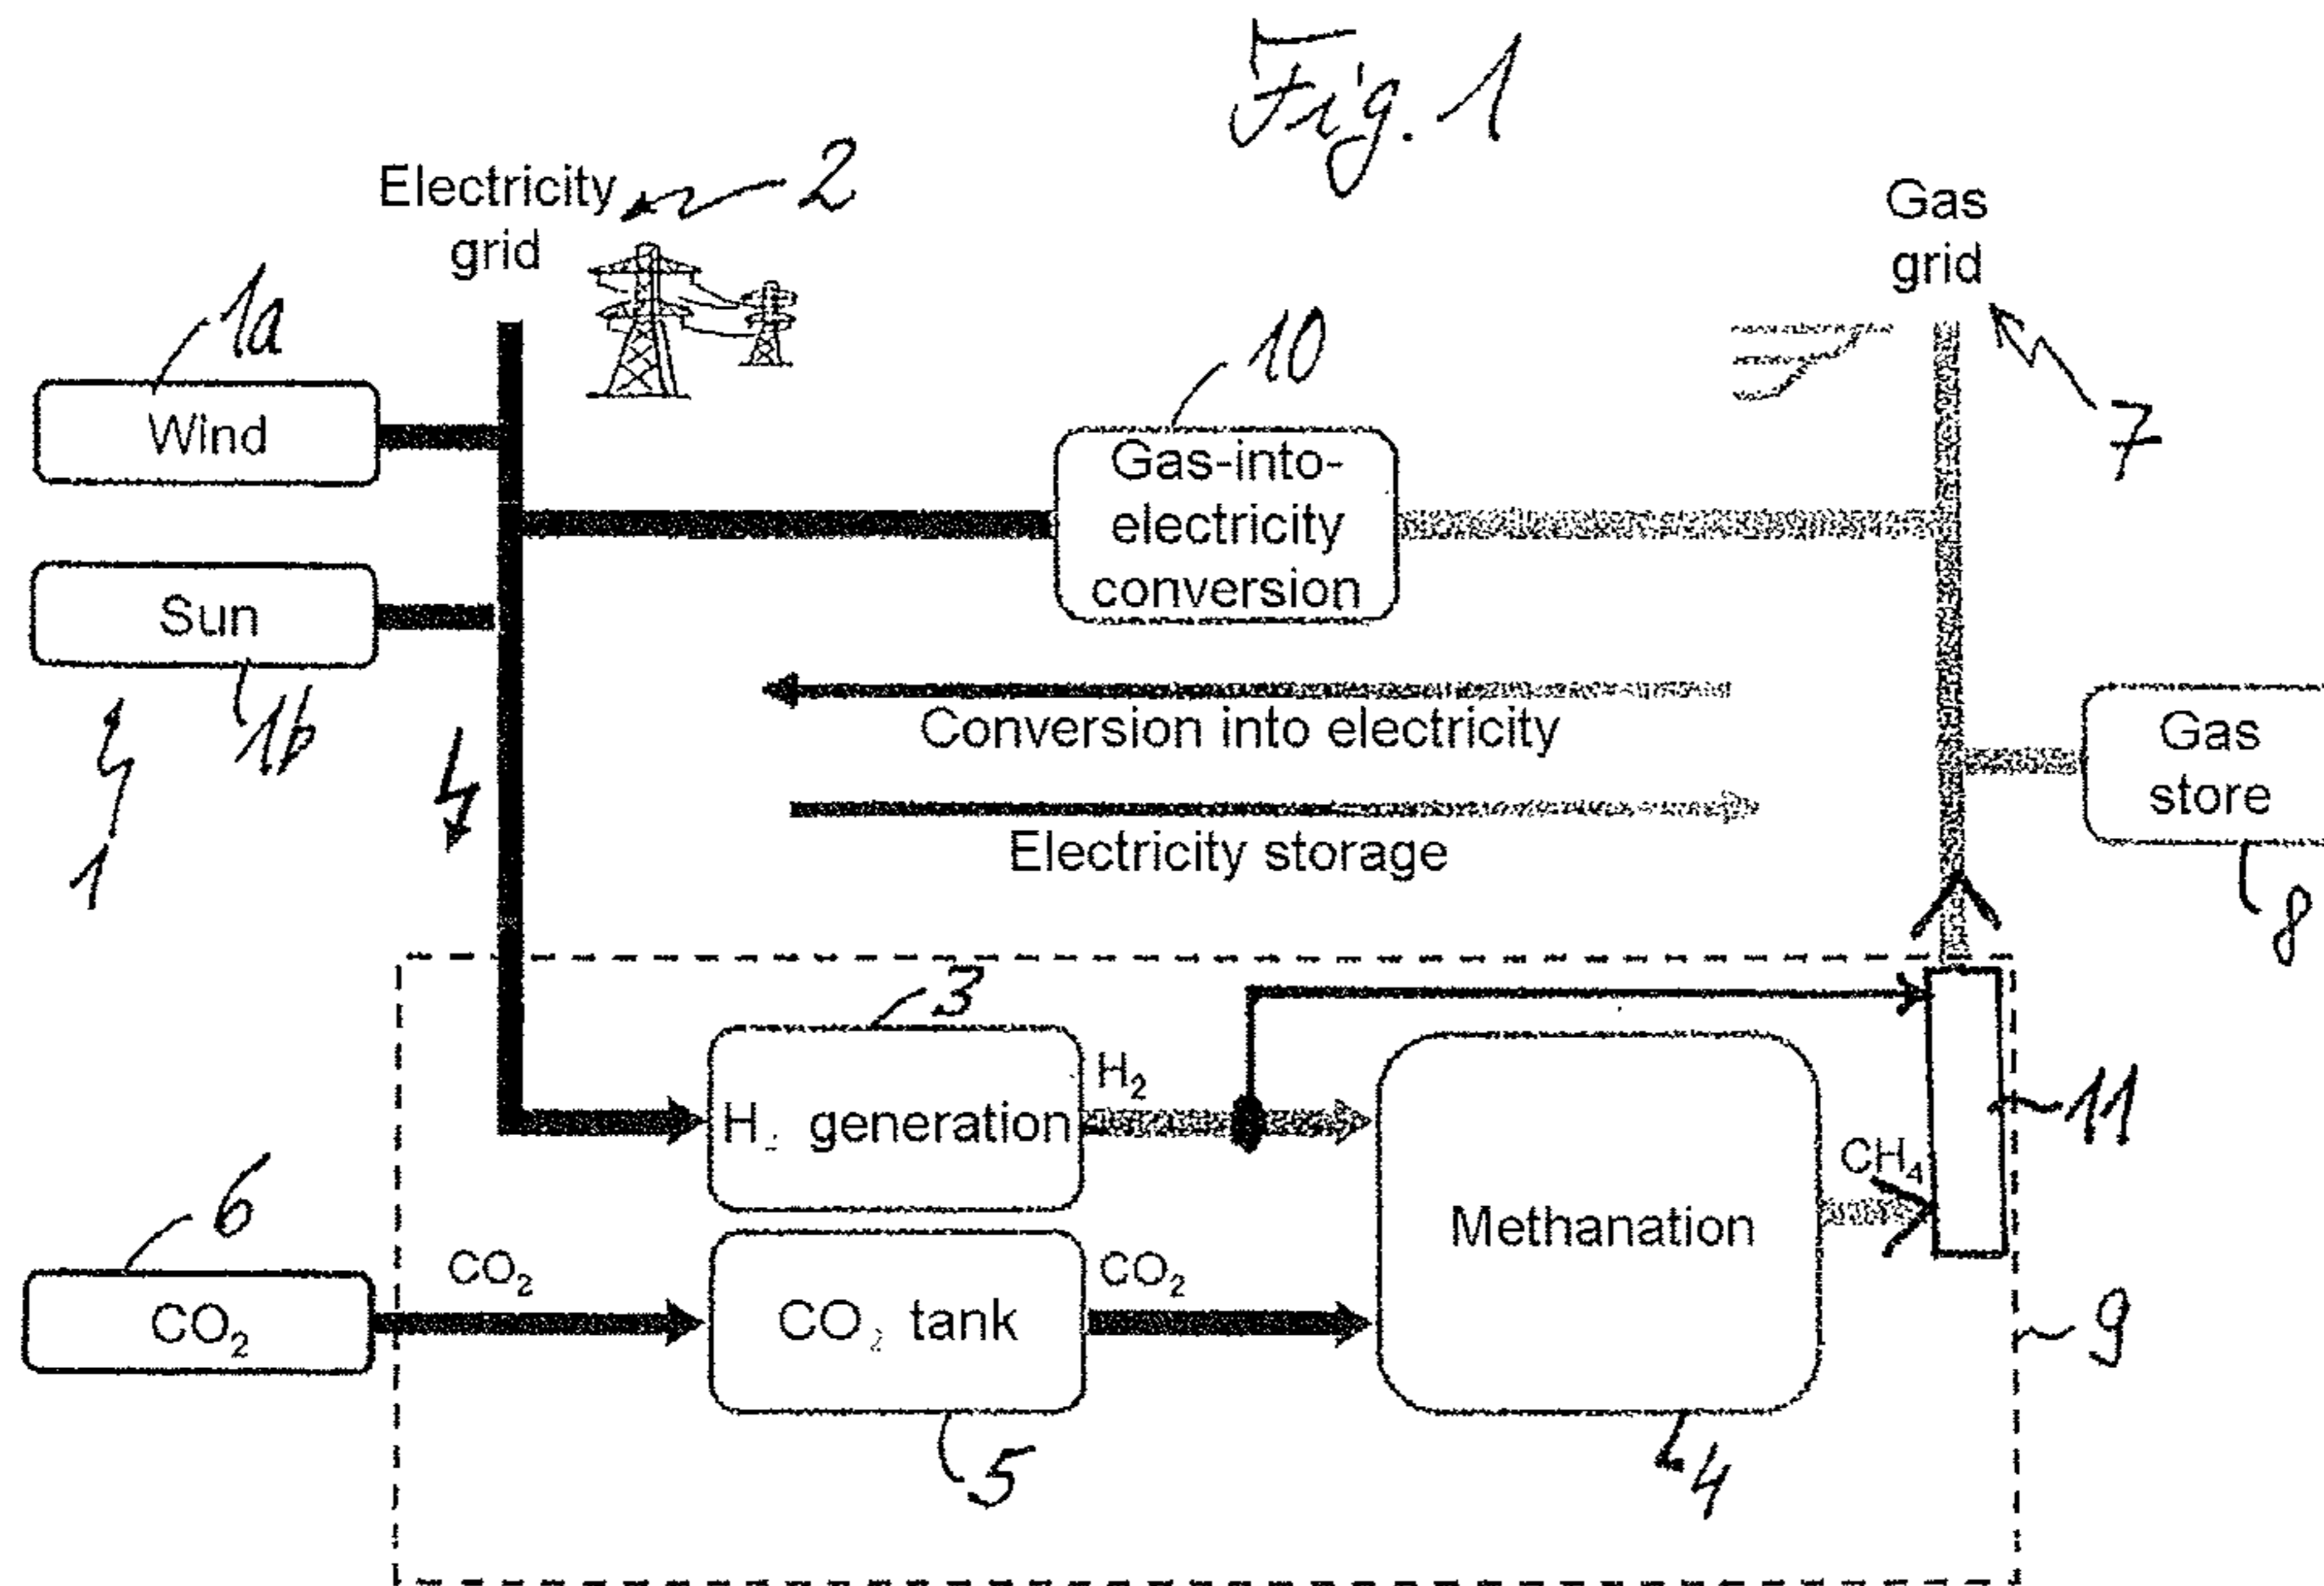 Fig. 1
Electricity
grid
2
Gas
grid
7
1a
Wind
10
Gas-into-
electricity
conversion
Sun
1b
1
Conversion into electricity
Electricity storage
Gas
store
8
3
H₂ generation
H₂
11
CH₄
Methanation
6
CO₂
CO₂
CO₂ tank
CO₂
9
5
4